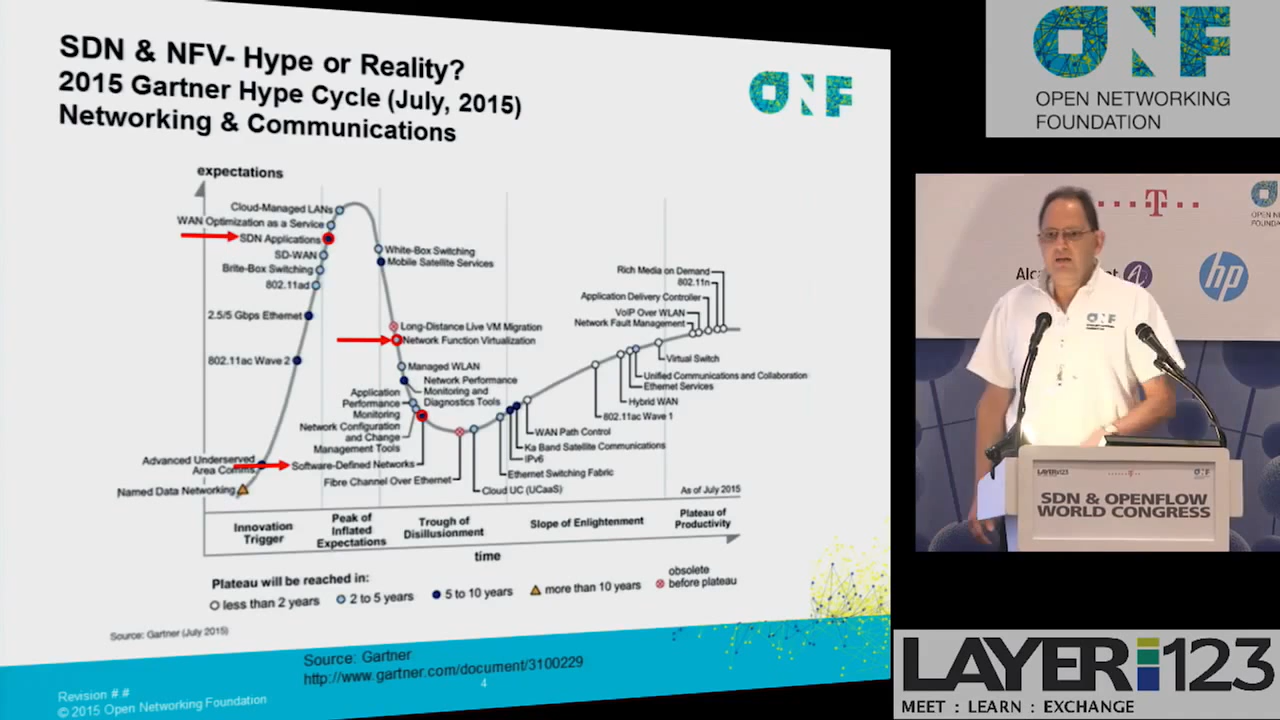 SDN & NFV- Hype or Reality?
2015 Gartner Hype Cycle (July, 2015)
Networking & Communications
ONF
expectations
Cloud-Managed LANs
WAN Optimization as a Service
SDN Applications
SD-WAN
Brite-Box Switching
802.11ad
2.5/5 Gbps Ethernet
802.11ac Wave 2
Advanced Underserved
Area Comms
Named Data Networking
White-Box Switching
Mobile Satellite Services
Long-Distance Live VM Migration
Network Function Virtualization
Managed WLAN
Network Performance
Monitoring and
Diagnostics Tools
Application
Performance
Monitoring
Network Configuration
and Change
Management Tools
Software-Defined Networks
Fibre Channel Over Ethernet
Cloud UC (UCaaS)
Ethernet Switching Fabric
IPv6
Ka Band Satellite Communications
WAN Path Control
802.11ac Wave 1
Hybrid WAN
Ethernet Services
Unified Communications and Collaboration
Virtual Switch
Rich Media on Demand
802.11n
Application Delivery Controller
VoIP Over WLAN
Network Fault Management
As of July 2015
Innovation
Trigger
Peak of
Inflated
Expectations
Trough of
Disillusionment
Slope of Enlightenment
Plateau of
Productivity
time
Plateau will be reached in:
less than 2 years
2 to 5 years
5 to 10 years
more than 10 years
obsolete
before plateau
Source: Gartner (July 2015)
Source: Gartner
http://www.gartner.com/document/3100229
4
Revision # #
© 2015 Open Networking Foundation
ONF
OPEN NETWORKING
FOUNDATION
T
hp
ONF
LAYER123
ONF
SDN & OPENFLOW
WORLD CONGRESS
LAYER123
MEET : LEARN : EXCHANGE